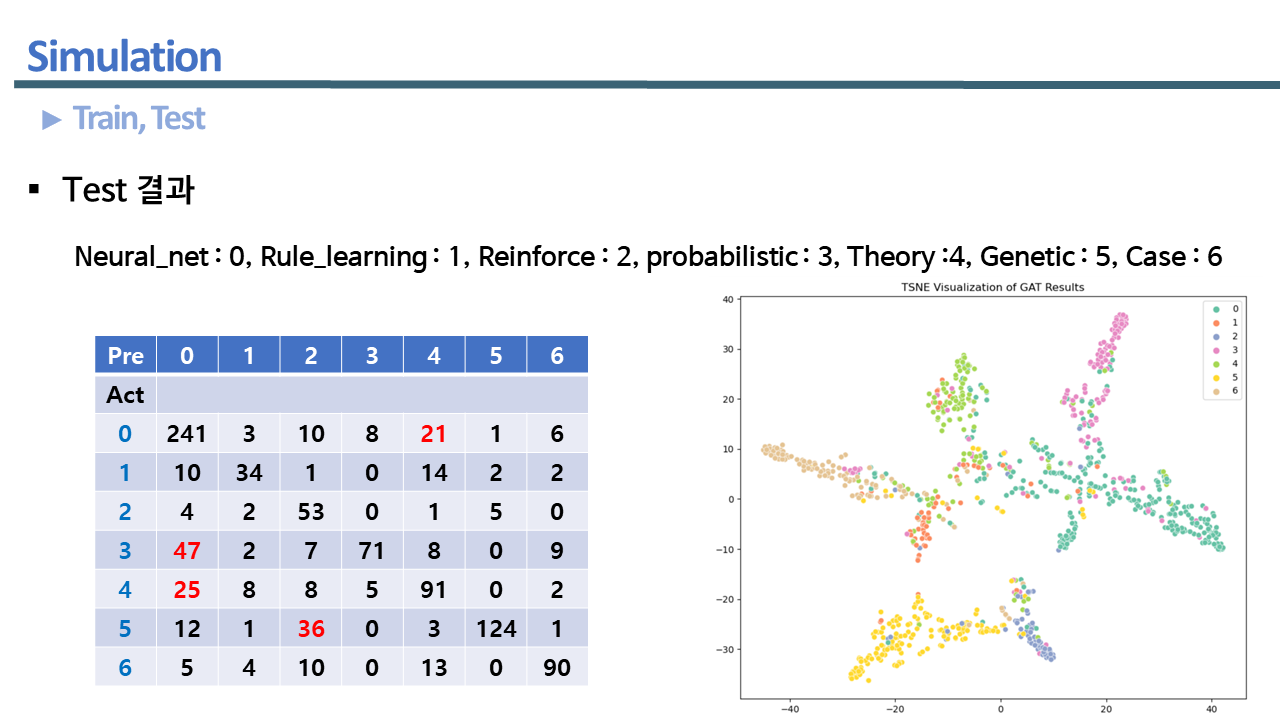 Simulation
► Train, Test
▪ Test 결과
Neural_net : 0, Rule_learning : 1, Reinforce : 2, probabilistic : 3, Theory :4, Genetic : 5, Case : 6
Pre 0 1 2 3 4 5 6
Act
0 241 3 10 8 21 1 6
1 10 34 1 0 14 2 2
2 4 2 53 0 1 5 0
3 47 2 7 71 8 0 9
4 25 8 8 5 91 0 2
5 12 1 36 0 3 124 1
6 5 4 10 0 13 0 90
TSNE Visualization of GAT Results
40
30
20
10
0
−10
−20
−30
−40 −20 0 20 40
0
1
2
3
4
5
6